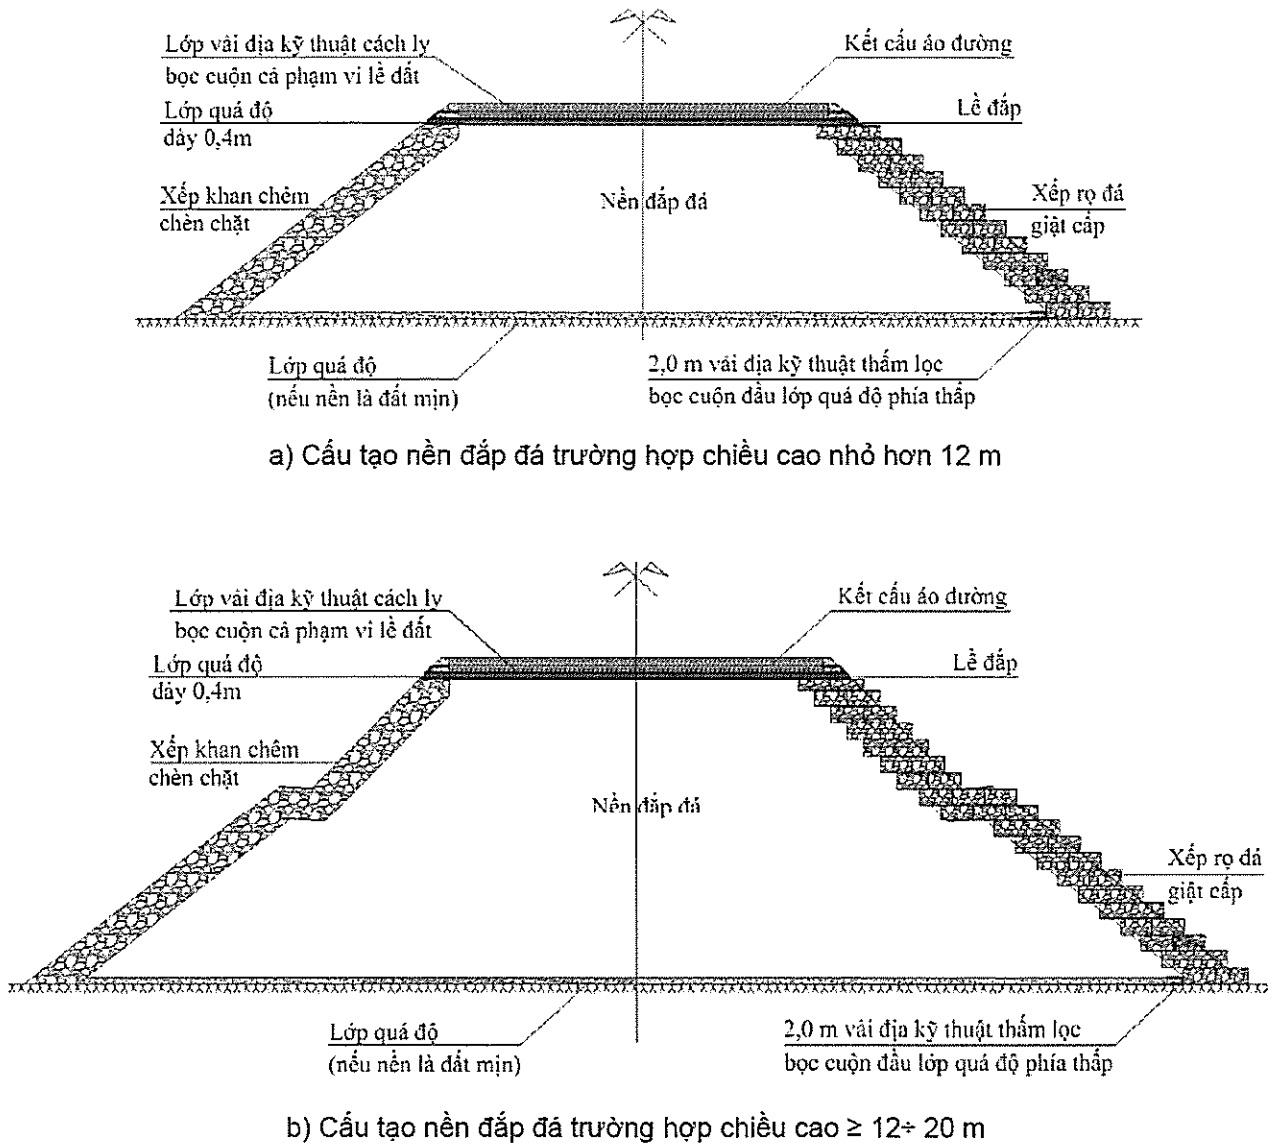 Lớp vải địa kỹ thuật cách ly
bọc cuộn cả phạm vi lề đất
Kết cấu áo đường
Lớp quá độ
dày 0,4m
Lề đắp
Xếp khan chêm
chèn chặt
Nền đắp đá
Xếp rọ đá
giật cấp
Lớp quá độ
(nếu nền là đất mịn)
2,0 m vải địa kỹ thuật thấm lọc
bọc cuộn đầu lớp quá độ phía thấp
a) Cấu tạo nền đắp đá trường hợp chiều cao nhỏ hơn 12 m
Lớp vải địa kỹ thuật cách ly
bọc cuộn cả phạm vi lề đất
Kết cấu áo đường
Lớp quá độ
dày 0,4m
Lề đắp
Xếp khan chêm
chèn chặt
Nền đắp đá
Xếp rọ đá
giật cấp
Lớp quá độ
(nếu nền là đất mịn)
2,0 m vải địa kỹ thuật thấm lọc
bọc cuộn đầu lớp quá độ phía thấp
b) Cấu tạo nền đắp đá trường hợp chiều cao ≥ 12÷ 20 m